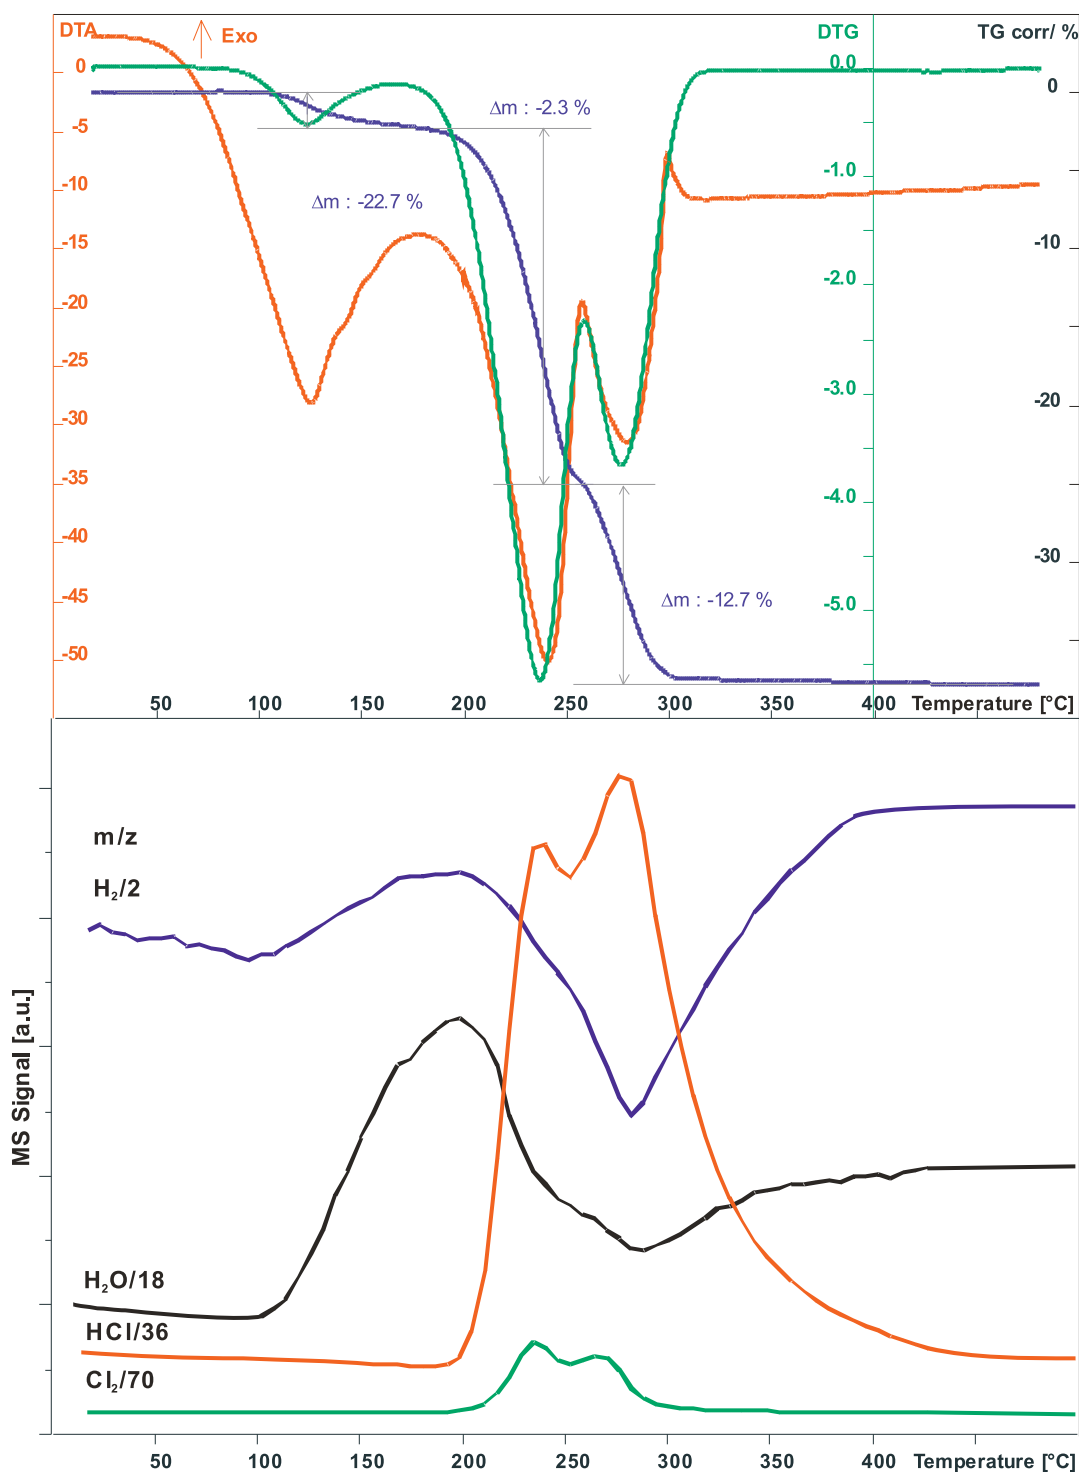 DTA
Exo
DTG
TG corr/ %
0
-5
-10
-15
-20
-25
-30
-35
-40
-45
-50
0.0
-1.0
-2.0
-3.0
-4.0
-5.0
0
-10
-20
-30
Δm : -2.3 %
Δm : -22.7 %
Δm : -12.7 %
50 100 150 200 250 300 350 400 Temperature [°C]
MS Signal [a.u.]
m/z
H₂/2
H₂O/18
HCl/36
Cl₂/70
50 100 150 200 250 300 350 400 Temperature [°C]